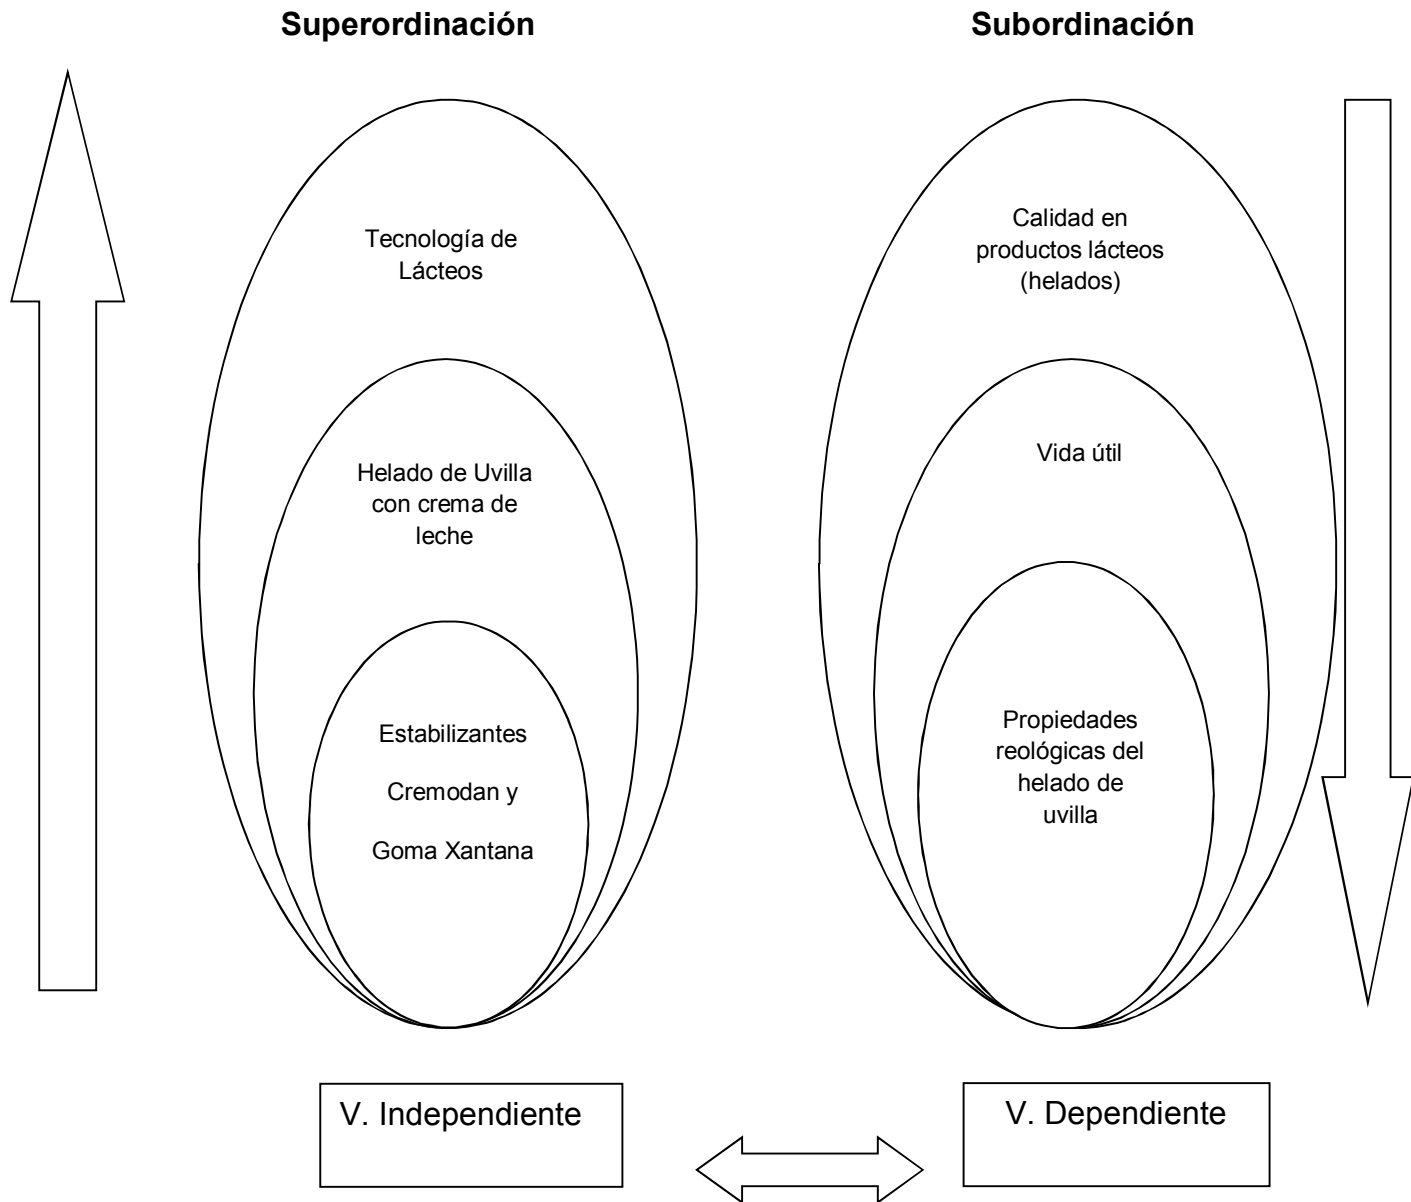 Superordinación
Subordinación
Tecnología de
Lácteos
Helado de Uvilla
con crema de
leche
Estabilizantes
Cremodan y
Goma Xantana
Calidad en
productos lácteos
(helados)
Vida útil
Propiedades
reológicas del
helado de
uvilla
V. Independiente
V. Dependiente